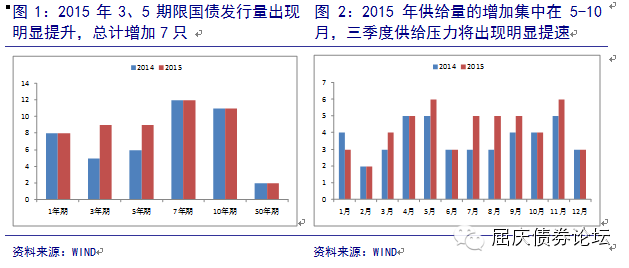 图 1：2015 年 3、5 期限国债发行量出现
明显提升，总计增加 7 只
2014 2015
14
12
10
8
6
4
2
0
1年期 3年期 5年期 7年期 10年期 50年期
资料来源：WIND
图 2：2015 年供给量的增加集中在 5-10
月，三季度供给压力将出现明显提速
2014 2015
7
6
5
4
3
2
1
0
1月 2月 3月 4月 5月 6月 7月 8月 9月 10月 11月 12月
资料来源：WIND
屈庆债券论坛